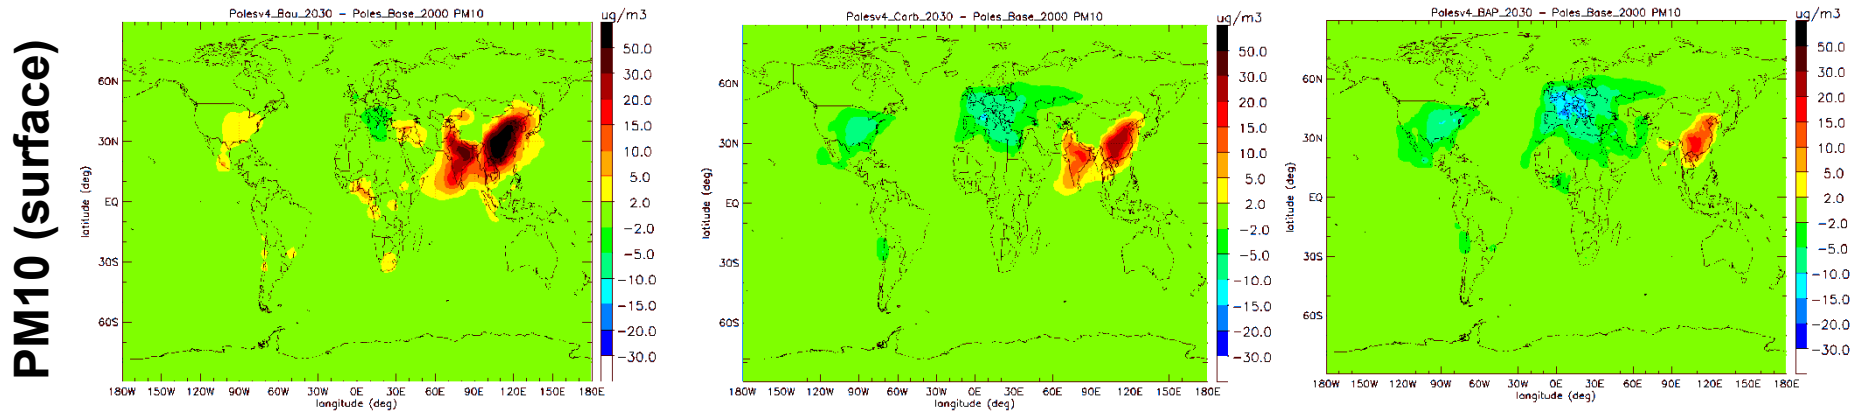 PM10 (surface)
Polesv4_Bau_2030 - Poles_Base_2000 PM10
ug/m3
50.0
30.0
20.0
15.0
10.0
5.0
2.0
-2.0
-5.0
-10.0
-15.0
-20.0
-30.0
60N
30N
EQ
30S
60S
latitude (deg)
180W 150W 120W 90W 60W 30W 0E 30E 60E 90E 120E 150E 180E
longitude (deg)
Polesv4_Carb_2030 - Poles_Base_2000 PM10
ug/m3
50.0
30.0
20.0
15.0
10.0
5.0
2.0
-2.0
-5.0
-10.0
-15.0
-20.0
-30.0
60N
30N
EQ
30S
60S
latitude (deg)
180W 150W 120W 90W 60W 30W 0E 30E 60E 90E 120E 150E 180E
longitude (deg)
Polesv4_BAP_2030 - Poles_Base_2000 PM10
ug/m3
50.0
30.0
20.0
15.0
10.0
5.0
2.0
-2.0
-5.0
-10.0
-15.0
-20.0
-30.0
60N
30N
EQ
30S
60S
latitude (deg)
180W 150W 120W 90W 60W 30W 0E 30E 60E 90E 120E 150E 180E
longitude (deg)